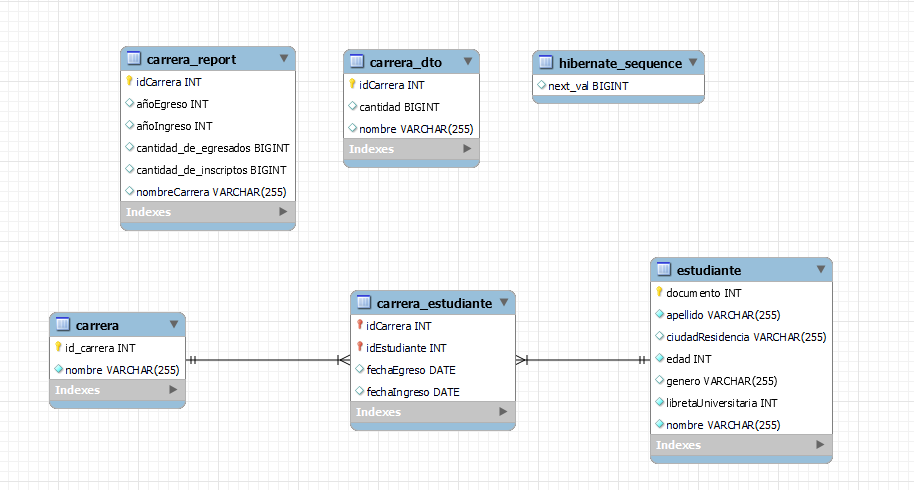 carrera_report
idCarrera INT
añoEgreso INT
añoIngreso INT
cantidad_de_egresados BIGINT
cantidad_de_inscriptos BIGINT
nombreCarrera VARCHAR(255)
Indexes
carrera_dto
idCarrera INT
cantidad BIGINT
nombre VARCHAR(255)
Indexes
hibernate_sequence
next_val BIGINT
carrera
id_carrera INT
nombre VARCHAR(255)
Indexes
carrera_estudiante
idCarrera INT
idEstudiante INT
fechaEgreso DATE
fechaIngreso DATE
Indexes
estudiante
documento INT
apellido VARCHAR(255)
ciudadResidencia VARCHAR(255)
edad INT
genero VARCHAR(255)
libretaUniversitaria INT
nombre VARCHAR(255)
Indexes